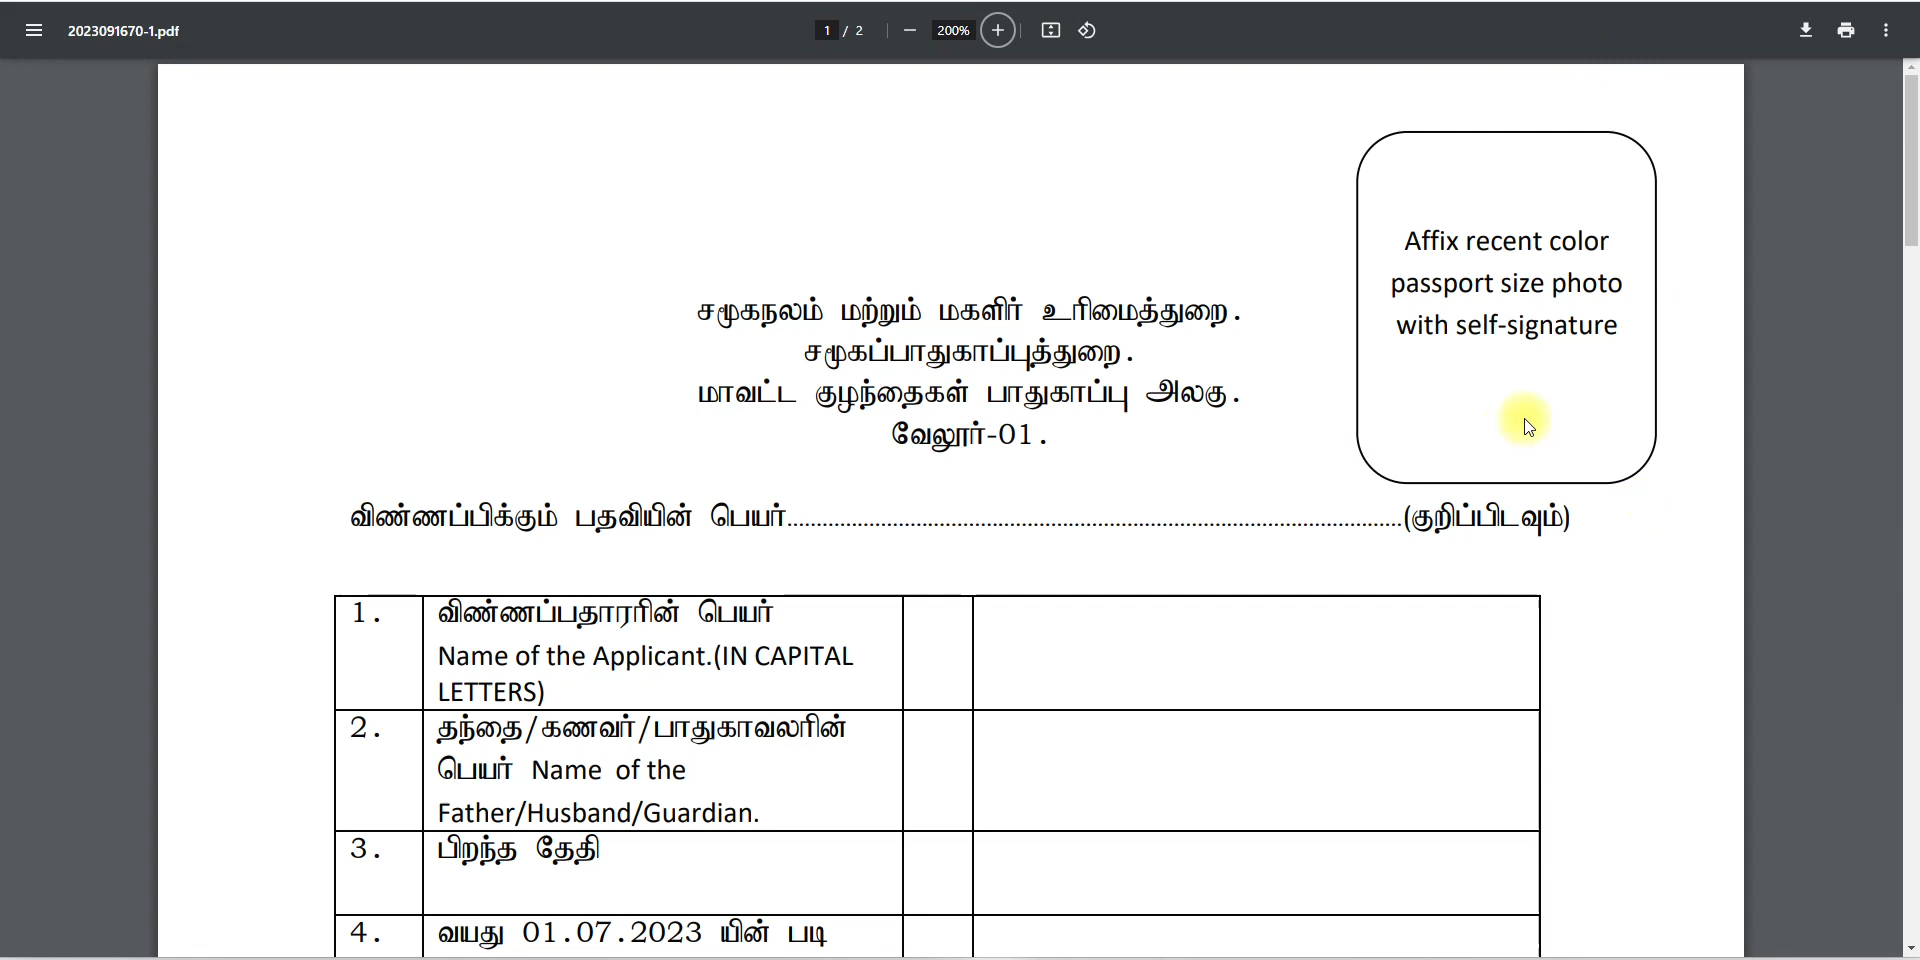 2023091670-1.pdf
1 / 2
200%
Affix recent color
passport size photo
with self-signature
சமூகநலம் மற்றும் மகளிர் உரிமைத்துறை.
சமூகப்பாதுகாப்புத்துறை.
மாவட்ட குழந்தைகள் பாதுகாப்பு அலகு.
வேலூர்-01.
விண்ணப்பிக்கும் பதவியின் பெயர்..........................................................................................................(குறிப்பிடவும்)
1. விண்ணப்பதாரரின் பெயர்
Name of the Applicant.(IN CAPITAL
LETTERS)
2. தந்தை/கணவர்/பாதுகாவலரின்
பெயர் Name of the
Father/Husband/Guardian.
3. பிறந்த தேதி
4. வயது 01.07.2023 யின் படி